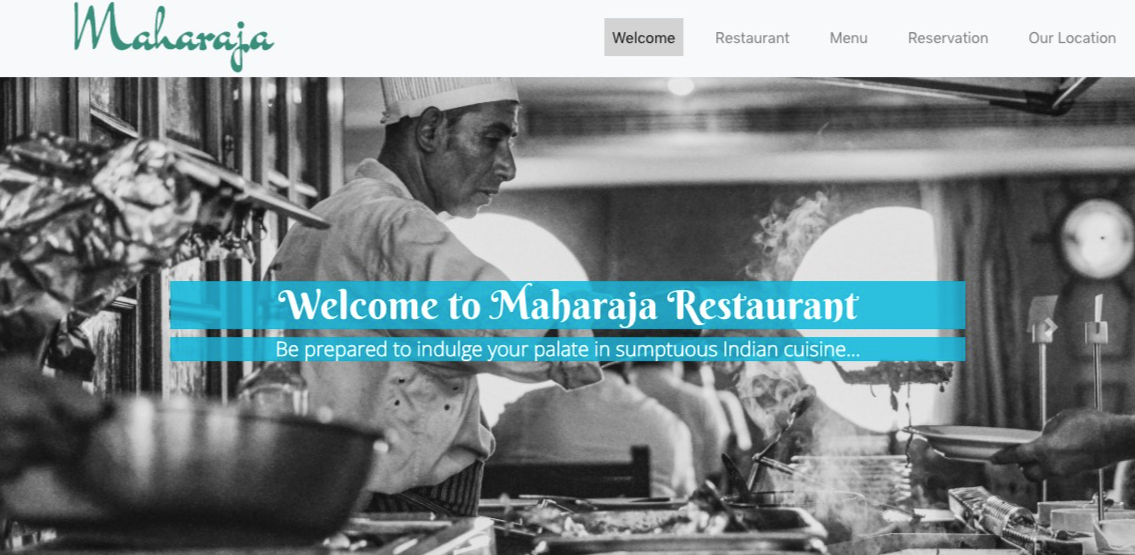 Maharaja
Welcome Restaurant Menu Reservation Our Location
Welcome to Maharaja Restaurant
Be prepared to indulge your palate in sumptuous Indian cuisine...